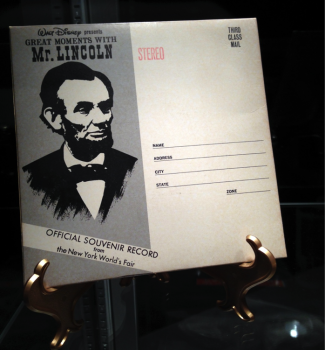 Walt Disney presents
GREAT MOMENTS WITH
Mr. LINCOLN
STEREO
THIRD
CLASS
MAIL
NAME
ADDRESS
CITY
STATE ZONE
OFFICIAL SOUVENIR RECORD
from
the New York World's Fair